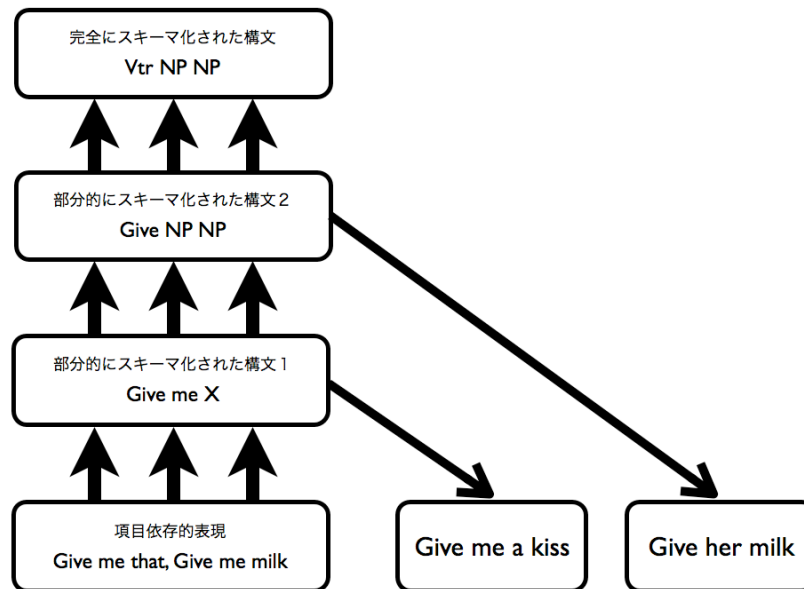 完全にスキーマ化された構文
Vtr NP NP
部分的にスキーマ化された構文2
Give NP NP
部分的にスキーマ化された構文1
Give me X
項目依存的表現
Give me that, Give me milk
Give me a kiss
Give her milk